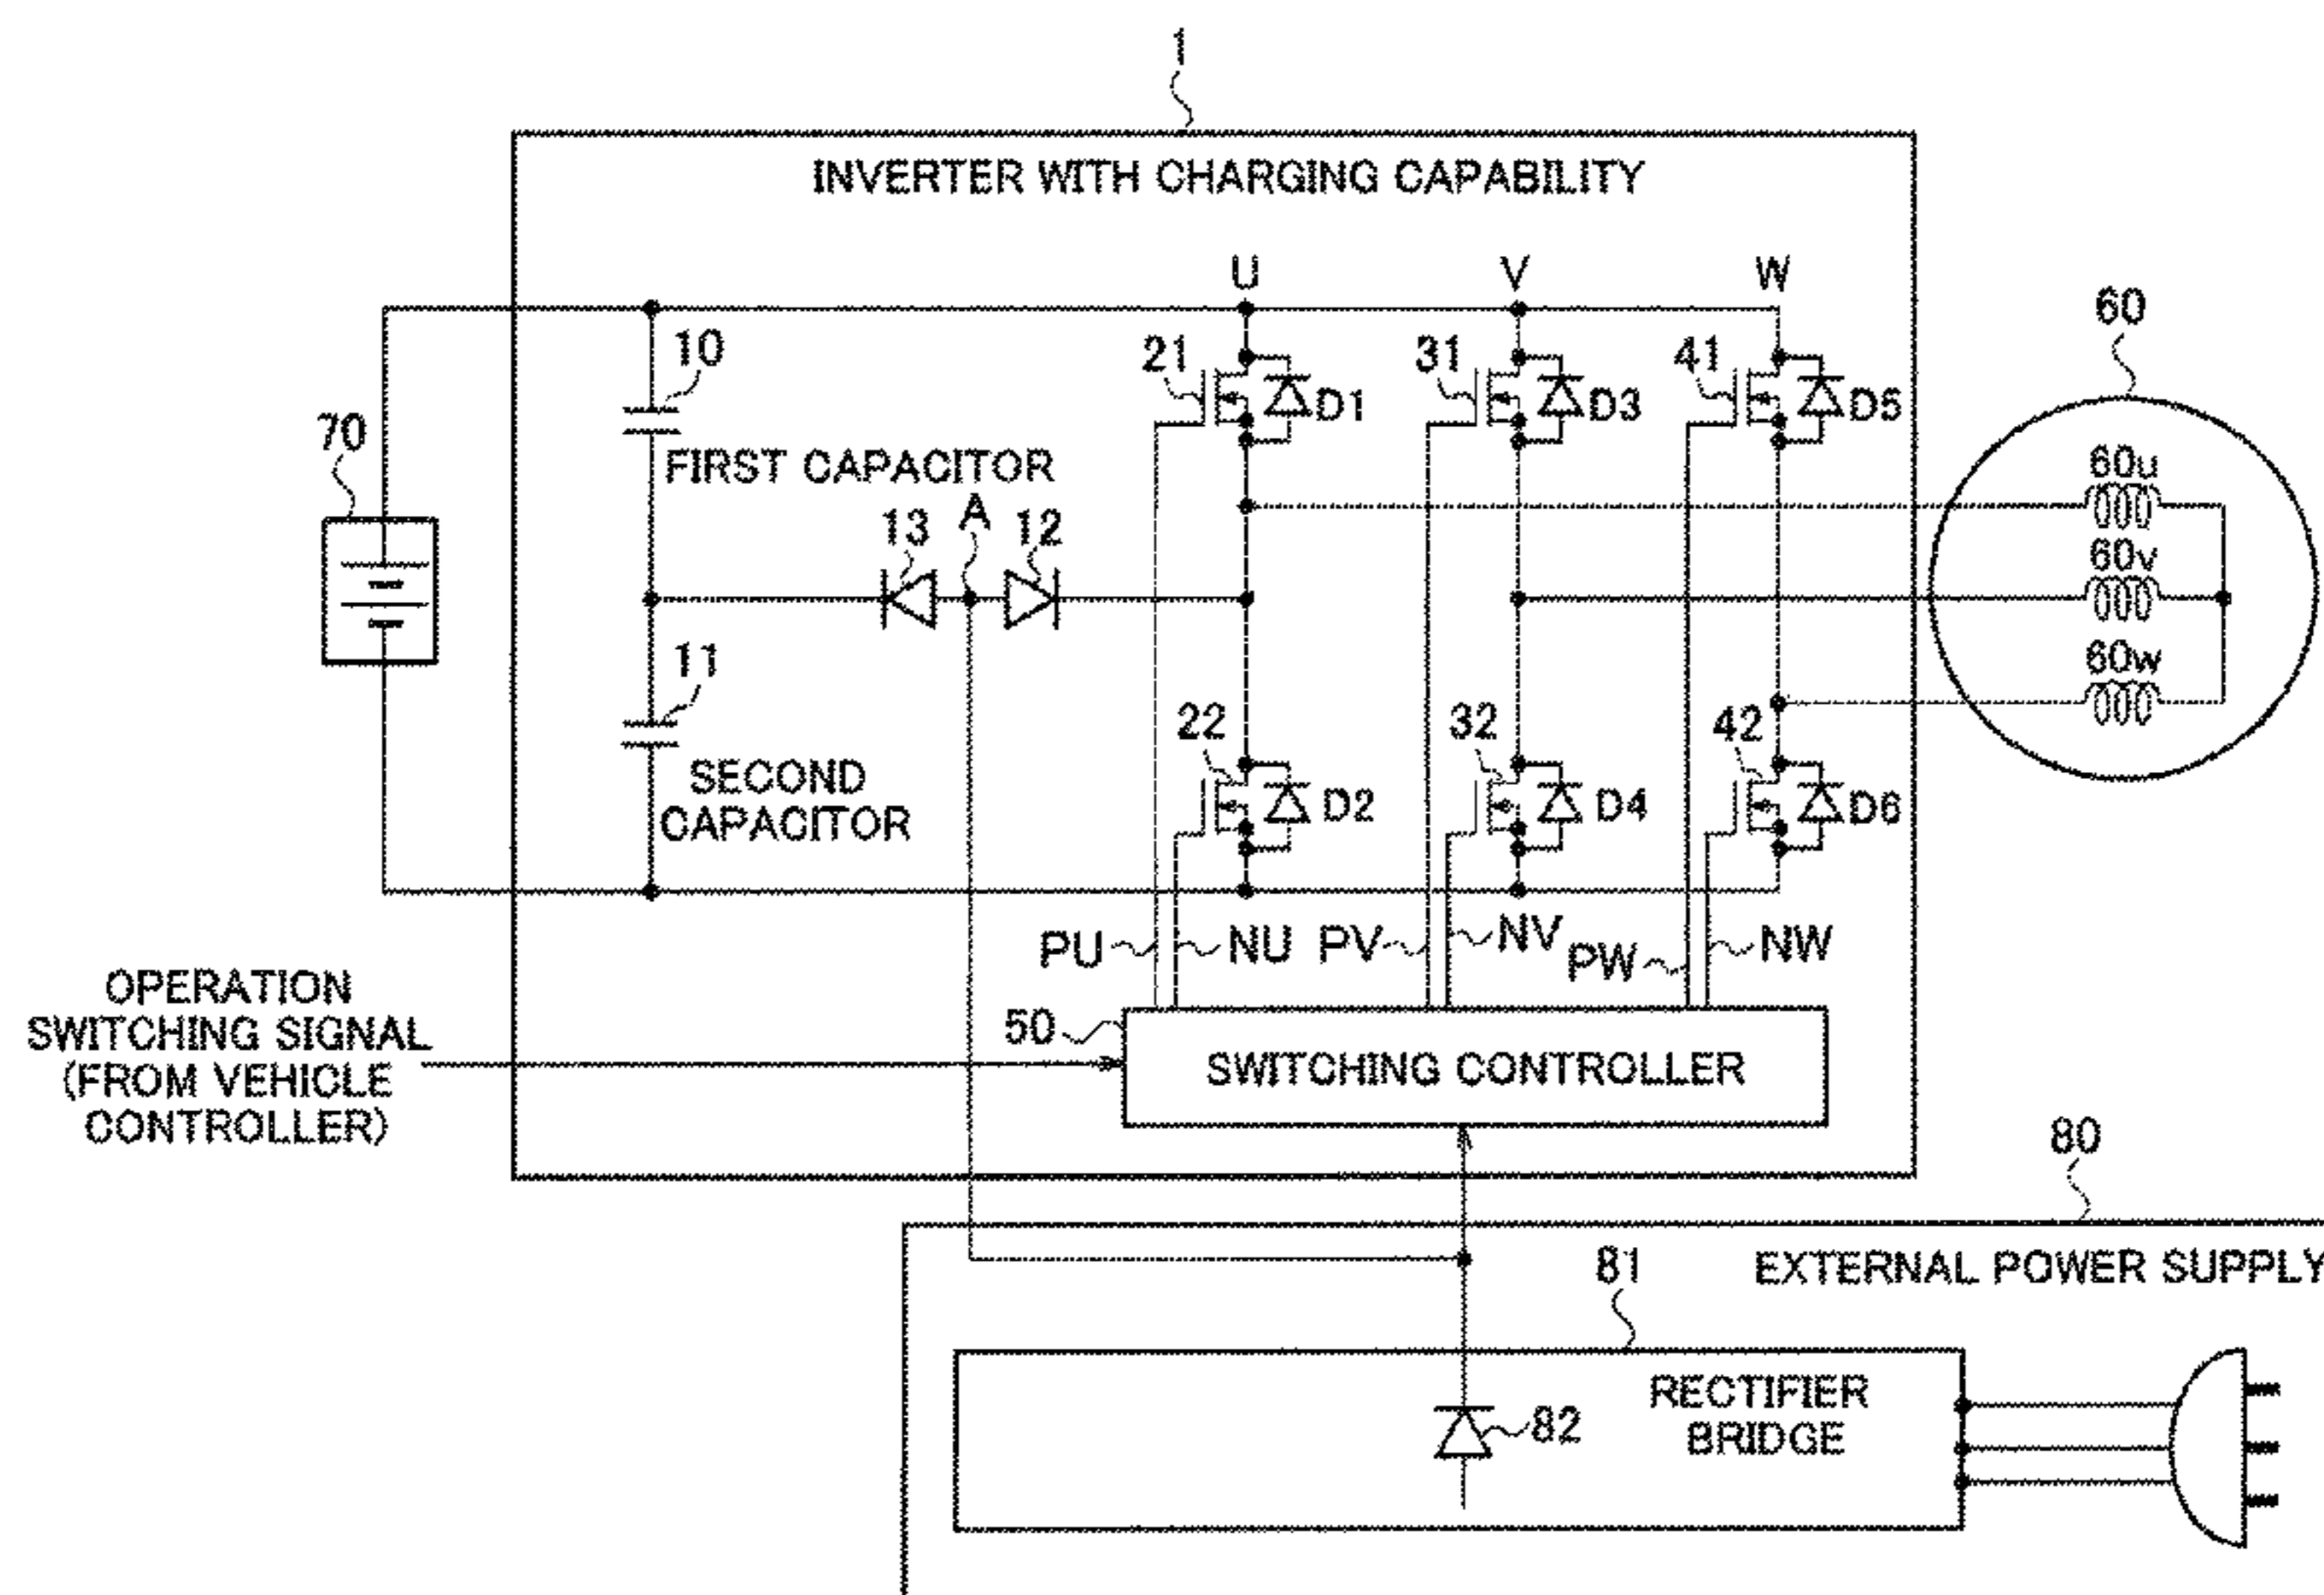 1
INVERTER WITH CHARGING CAPABILITY
U V W
60
10 21 31 41
D1 D3 D5
70
FIRST CAPACITOR
60u
13 A 12
60v
11
60w
22 32 42
SECOND
CAPACITOR
D2 D4 D6
PU NU PV NV PW NW
OPERATION
SWITCHING SIGNAL
(FROM VEHICLE
CONTROLLER)
50
SWITCHING CONTROLLER
80
81
EXTERNAL POWER SUPPLY
RECTIFIER
BRIDGE
82